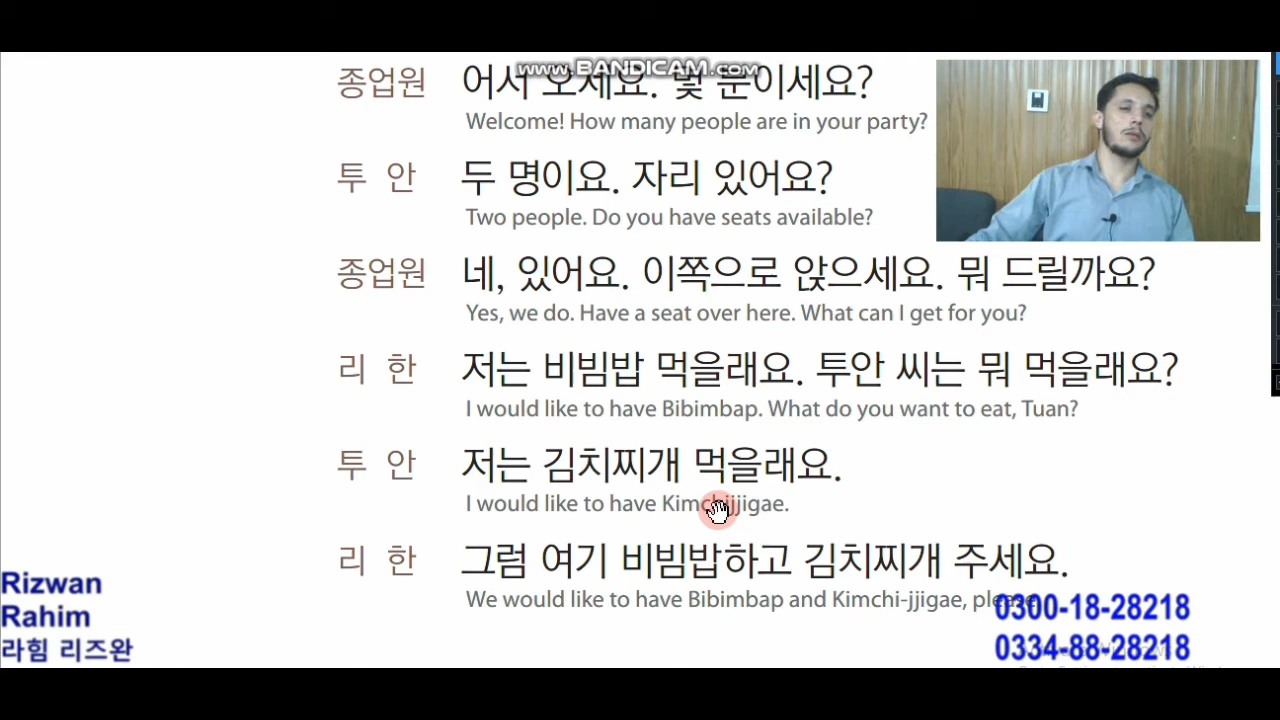 www.BANDICAM.com
종업원 어서 오세요. 몇 분이세요?
Welcome! How many people are in your party?
투 안 두 명이요. 자리 있어요?
Two people. Do you have seats available?
종업원 네, 있어요. 이쪽으로 앉으세요. 뭐 드릴까요?
Yes, we do. Have a seat over here. What can I get for you?
리 한 저는 비빔밥 먹을래요. 투안 씨는 뭐 먹을래요?
I would like to have Bibimbap. What do you want to eat, Tuan?
투 안 저는 김치찌개 먹을래요.
I would like to have Kimchijjigae.
리 한 그럼 여기 비빔밥하고 김치찌개 주세요.
We would like to have Bibimbap and Kimchi-jjigae, please.
Rizwan
Rahim
라힘 리즈완
0300-18-28218
0334-88-28218